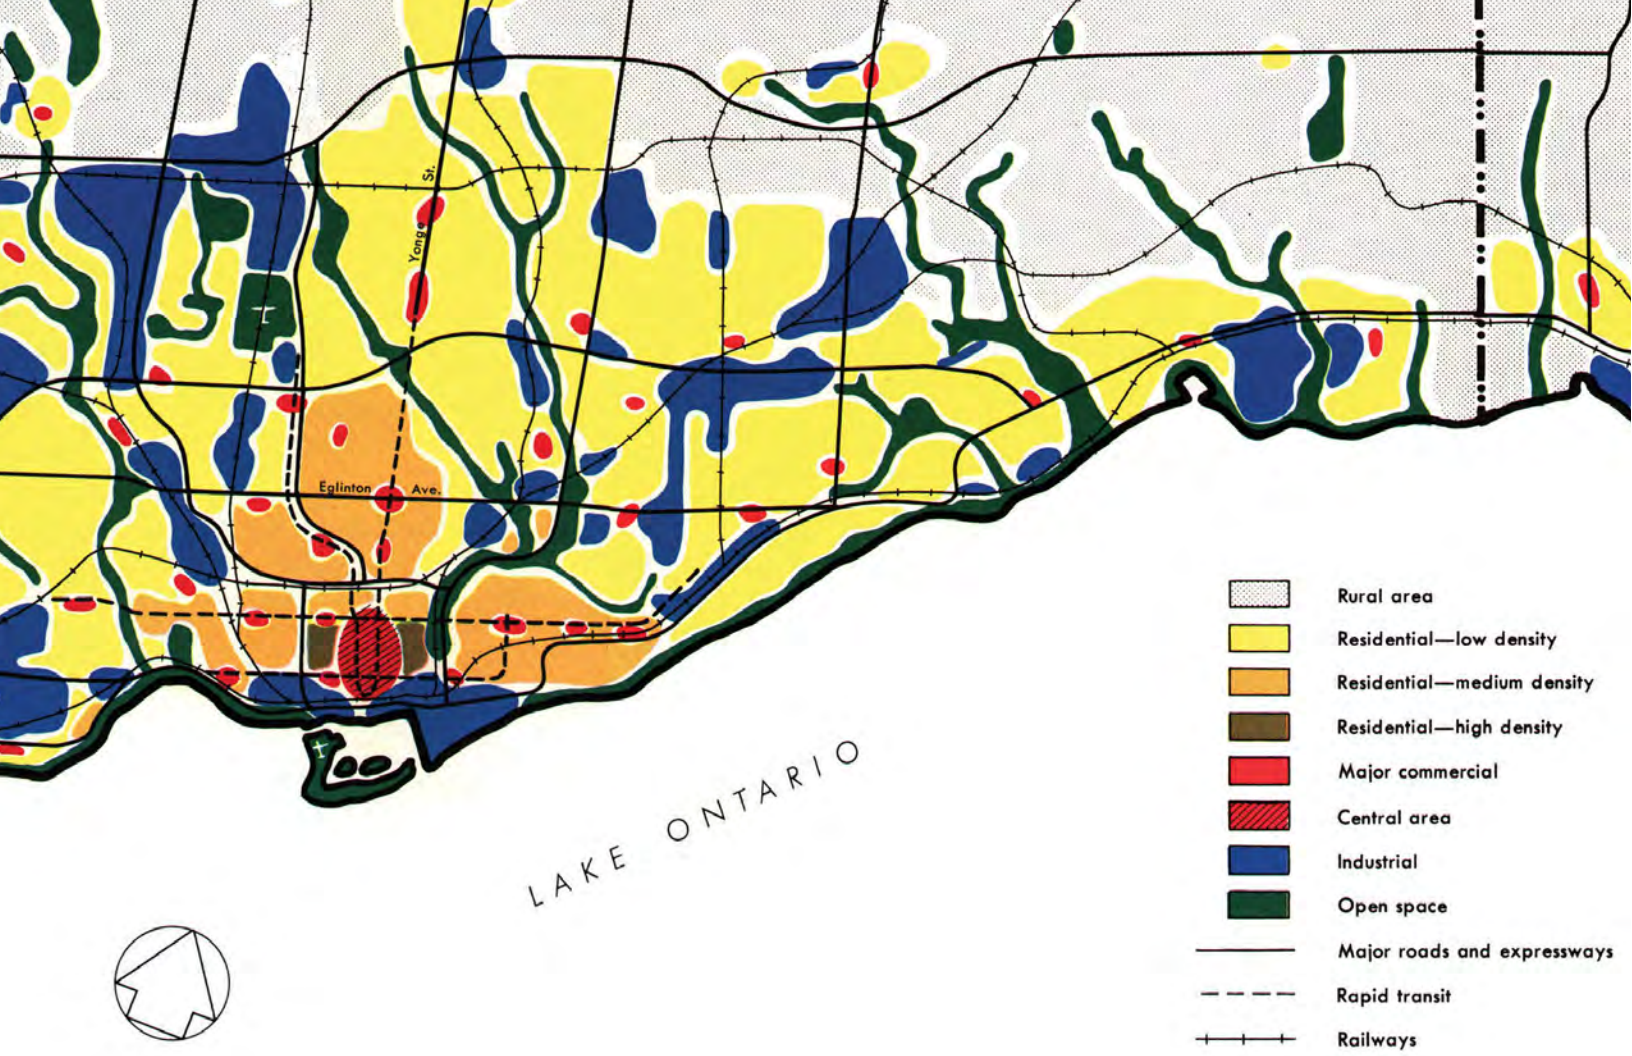 Yonge St.
Eglinton Ave.
LAKE ONTARIO
Rural area
Residential—low density
Residential—medium density
Residential—high density
Major commercial
Central area
Industrial
Open space
Major roads and expressways
Rapid transit
Railways